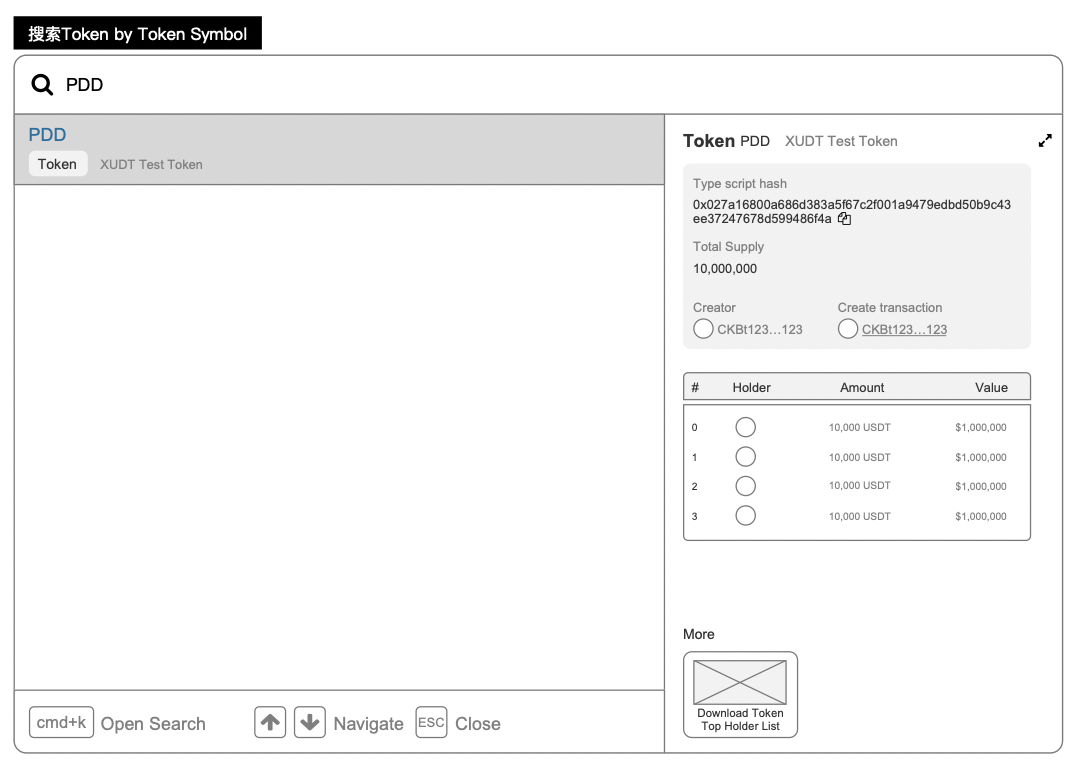 搜索Token by Token Symbol
PDD
PDD
Token XUDT Test Token
Token PDD XUDT Test Token
Type script hash
0x027a16800a686d383a5f67c2f001a9479edbd50b9c43
ee37247678d599486f4a
Total Supply
10,000,000
Creator Create transaction
CKBt123...123 CKBt123...123
# Holder Amount Value
0 10,000 USDT $1,000,000
1 10,000 USDT $1,000,000
2 10,000 USDT $1,000,000
3 10,000 USDT $1,000,000
More
Download Token
Top Holder List
cmd+k Open Search Navigate ESC Close